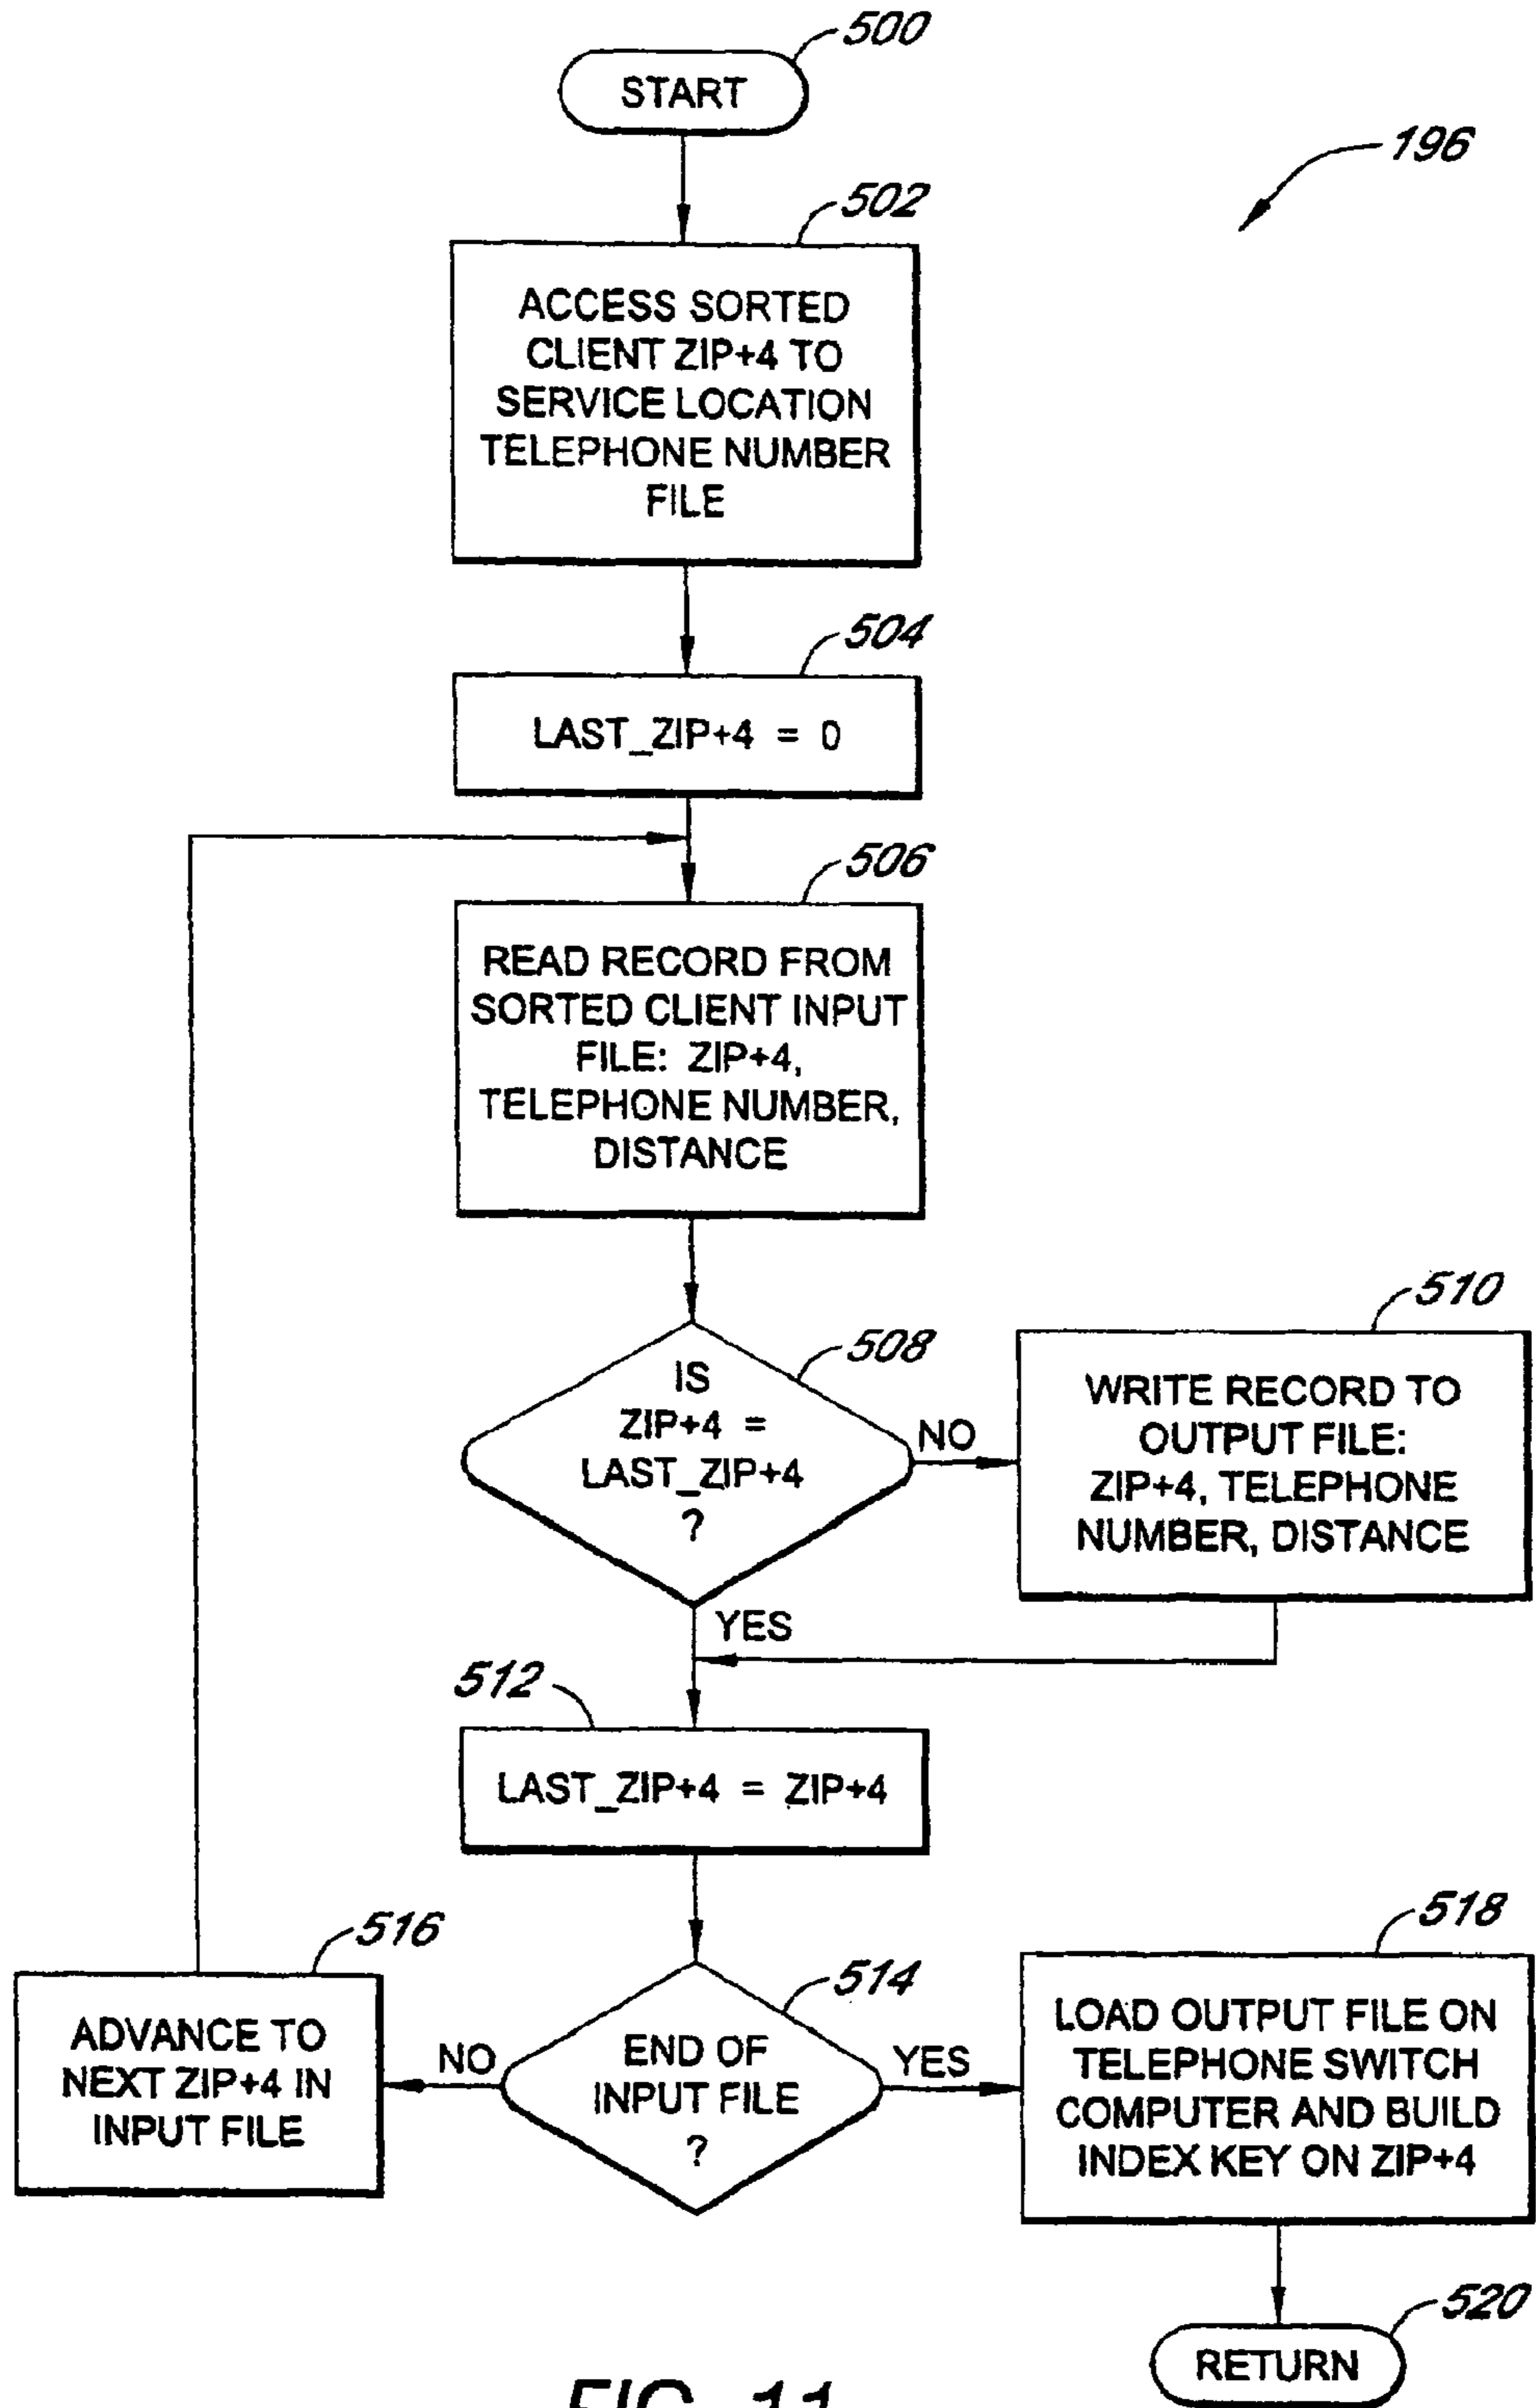 500
START
196
502
ACCESS SORTED
CLIENT ZIP+4 TO
SERVICE LOCATION
TELEPHONE NUMBER
FILE
504
LAST_ZIP+4 = 0
506
READ RECORD FROM
SORTED CLIENT INPUT
FILE: ZIP+4,
TELEPHONE NUMBER,
DISTANCE
508
IS
ZIP+4 =
LAST_ZIP+4
?
NO
YES
510
WRITE RECORD TO
OUTPUT FILE:
ZIP+4, TELEPHONE
NUMBER, DISTANCE
512
LAST_ZIP+4 = ZIP+4
514
END OF
INPUT FILE
?
NO
YES
516
ADVANCE TO
NEXT ZIP+4 IN
INPUT FILE
518
LOAD OUTPUT FILE ON
TELEPHONE SWITCH
COMPUTER AND BUILD
INDEX KEY ON ZIP+4
520
RETURN
FIG. 11